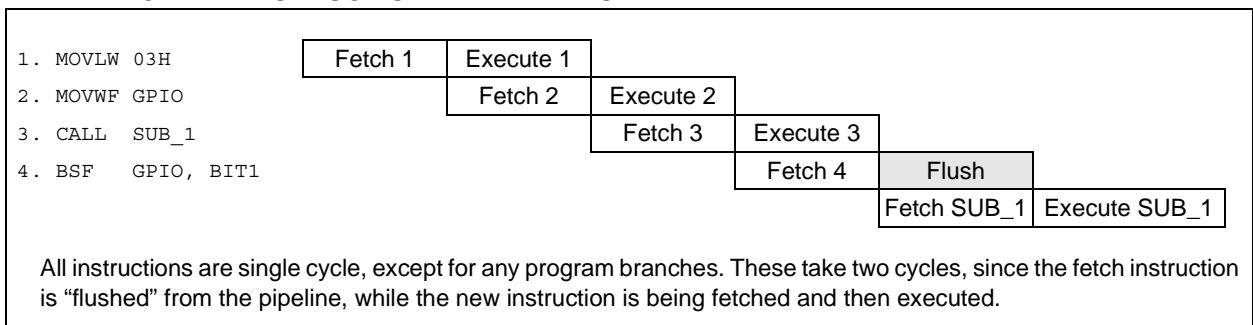 1. MOVLW 03H Fetch 1 Execute 1
2. MOVWF GPIO Fetch 2 Execute 2
3. CALL SUB_1 Fetch 3 Execute 3
4. BSF GPIO, BIT1 Fetch 4 Flush
Fetch SUB_1 Execute SUB_1
All instructions are single cycle, except for any program branches. These take two cycles, since the fetch instruction
is “flushed” from the pipeline, while the new instruction is being fetched and then executed.